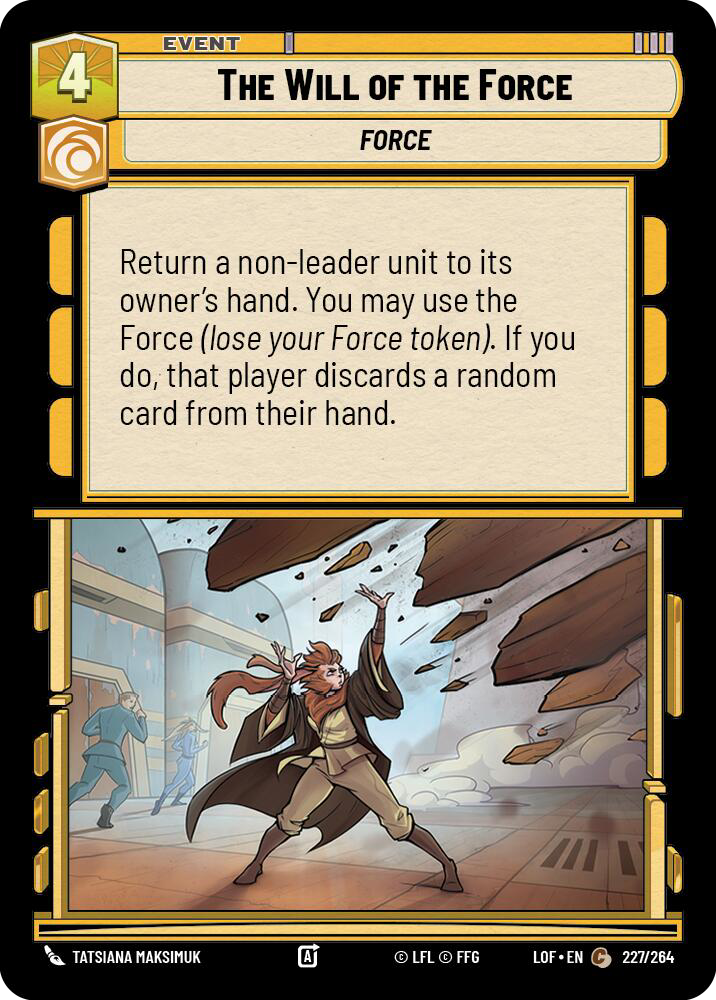 EVENT
4
THE WILL OF THE FORCE
FORCE
Return a non-leader unit to its
owner's hand. You may use the
Force (lose your Force token). If you
do, that player discards a random
card from their hand.
TATSIANA MAKSIMUK
A
© LFL © FFG
LOF • EN
C
227/264